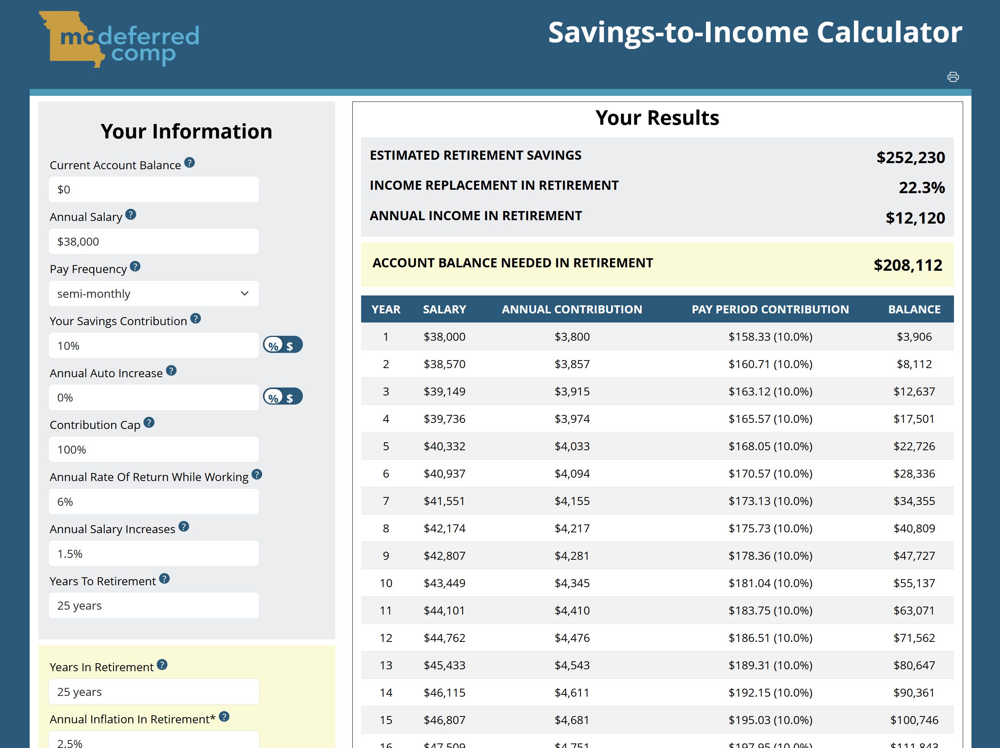 modeferred
comp
Savings-to-Income Calculator
Your Information
Current Account Balance ?
$0
Annual Salary ?
$38,000
Pay Frequency ?
semi-monthly
Your Savings Contribution ?
10%
% $
Annual Auto Increase ?
0%
% $
Contribution Cap ?
100%
Annual Rate Of Return While Working ?
6%
Annual Salary Increases ?
1.5%
Years To Retirement ?
25 years
Years In Retirement ?
25 years
Annual Inflation In Retirement* ?
2.5%
Your Results
ESTIMATED RETIREMENT SAVINGS $252,230
INCOME REPLACEMENT IN RETIREMENT 22.3%
ANNUAL INCOME IN RETIREMENT $12,120
ACCOUNT BALANCE NEEDED IN RETIREMENT $208,112
YEAR SALARY ANNUAL CONTRIBUTION PAY PERIOD CONTRIBUTION BALANCE
1 $38,000 $3,800 $158.33 (10.0%) $3,906
2 $38,570 $3,857 $160.71 (10.0%) $8,112
3 $39,149 $3,915 $163.12 (10.0%) $12,637
4 $39,736 $3,974 $165.57 (10.0%) $17,501
5 $40,332 $4,033 $168.05 (10.0%) $22,726
6 $40,937 $4,094 $170.57 (10.0%) $28,336
7 $41,551 $4,155 $173.13 (10.0%) $34,355
8 $42,174 $4,217 $175.73 (10.0%) $40,809
9 $42,807 $4,281 $178.36 (10.0%) $47,727
10 $43,449 $4,345 $181.04 (10.0%) $55,137
11 $44,101 $4,410 $183.75 (10.0%) $63,071
12 $44,762 $4,476 $186.51 (10.0%) $71,562
13 $45,433 $4,543 $189.31 (10.0%) $80,647
14 $46,115 $4,611 $192.15 (10.0%) $90,361
15 $46,807 $4,681 $195.03 (10.0%) $100,746
16 $47,509 $4,751 $197.95 (10.0%) $111,843